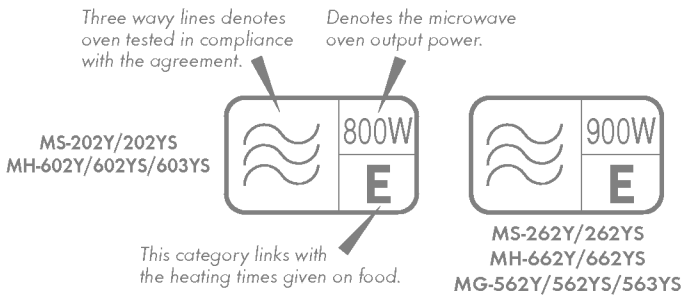 Three wavy lines denotes
oven tested in compliance
with the agreement.
Denotes the microwave
oven output power.
MS-202Y/202YS
MH-602Y/602YS/603YS
800W
E
900W
E
This category links with
the heating times given on food.
MS-262Y/262YS
MH-662Y/662YS
MG-562Y/562YS/563YS